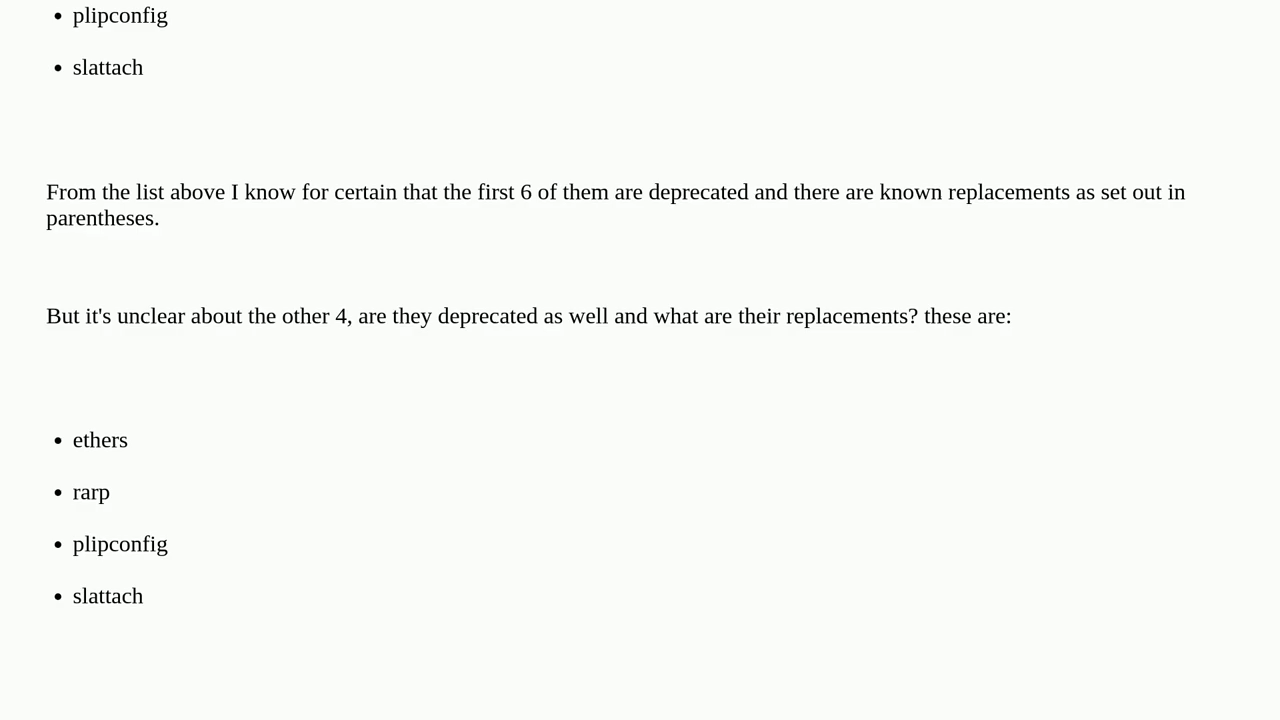 • plipconfig
• slattach
From the list above I know for certain that the first 6 of them are deprecated and there are known replacements as set out in
parentheses.
But it's unclear about the other 4, are they deprecated as well and what are their replacements? these are:
• ethers
• rarp
• plipconfig
• slattach